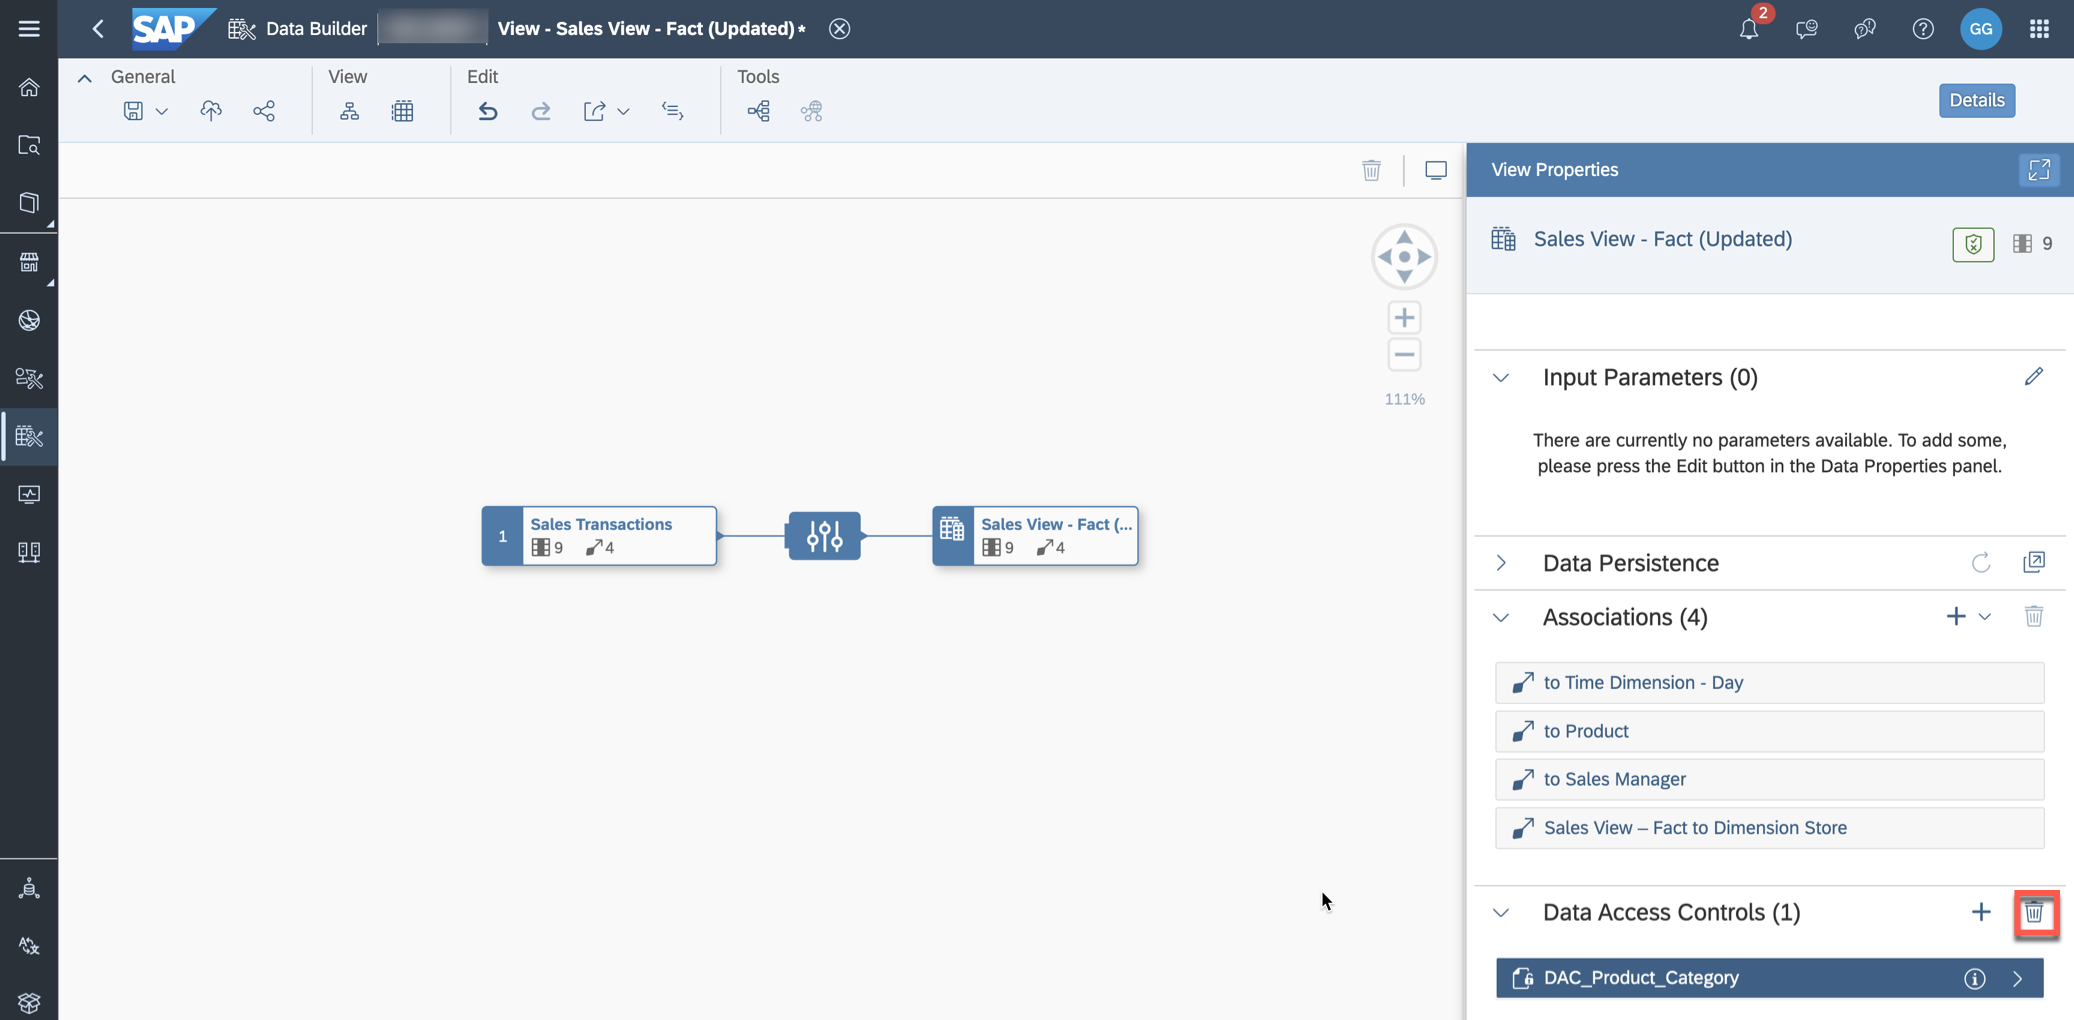 SAP Data Builder View - Sales View - Fact (Updated)* 2 GG
General View Edit Tools
Details
View Properties
Sales View - Fact (Updated) 9
111%
Input Parameters (0)
There are currently no parameters available. To add some,
please press the Edit button in the Data Properties panel.
1 Sales Transactions
9 4
Sales View - Fact (...
9 4
Data Persistence
Associations (4)
to Time Dimension - Day
to Product
to Sales Manager
Sales View – Fact to Dimension Store
Data Access Controls (1)
DAC_Product_Category